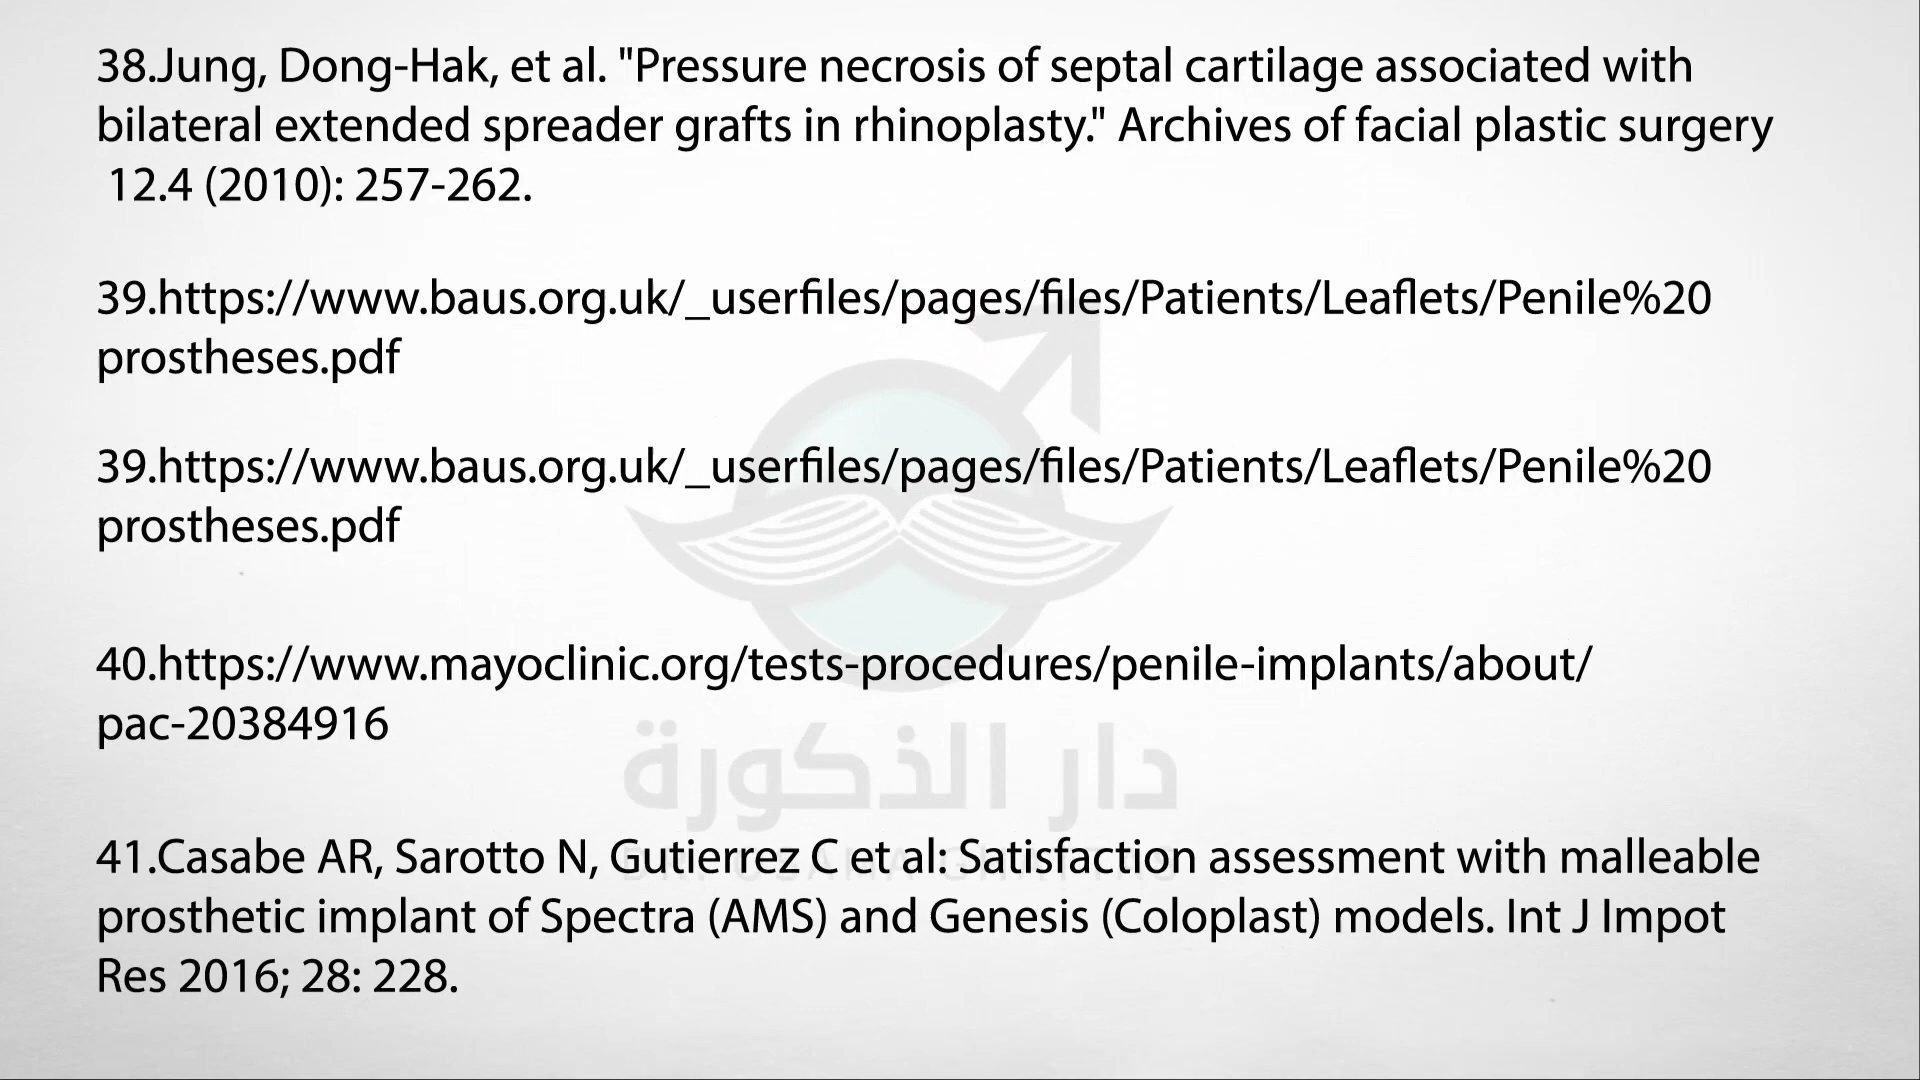 38.Jung, Dong-Hak, et al. "Pressure necrosis of septal cartilage associated with
bilateral extended spreader grafts in rhinoplasty." Archives of facial plastic surgery
12.4 (2010): 257-262.
39.https://www.baus.org.uk/_userfiles/pages/files/Patients/Leaflets/Penile%20
prostheses.pdf
39.https://www.baus.org.uk/_userfiles/pages/files/Patients/Leaflets/Penile%20
prostheses.pdf
40.https://www.mayoclinic.org/tests-procedures/penile-implants/about/
pac-20384916
دار الذكورة
41.Casabe AR, Sarotto N, Gutierrez C et al: Satisfaction assessment with malleable
prosthetic implant of Spectra (AMS) and Genesis (Coloplast) models. Int J Impot
Res 2016; 28: 228.